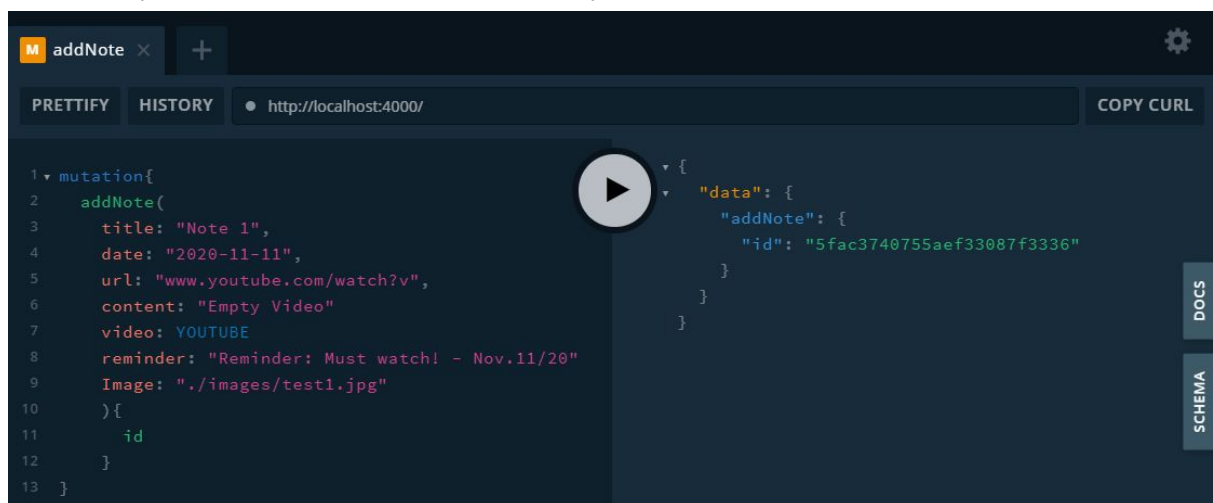 M addNote
PRETTIFY HISTORY http://localhost:4000/ COPY CURL
1 mutation{
2 addNote(
3 title: "Note 1",
4 date: "2020-11-11",
5 url: "www.youtube.com/watch?v",
6 content: "Empty Video"
7 video: YOUTUBE
8 reminder: "Reminder: Must watch! - Nov.11/20"
9 Image: "./images/test1.jpg"
10 ){
11 id
12 }
13 }
{
"data": {
"addNote": {
"id": "5fac3740755aef33087f3336"
}
}
}
DOCS
SCHEMA